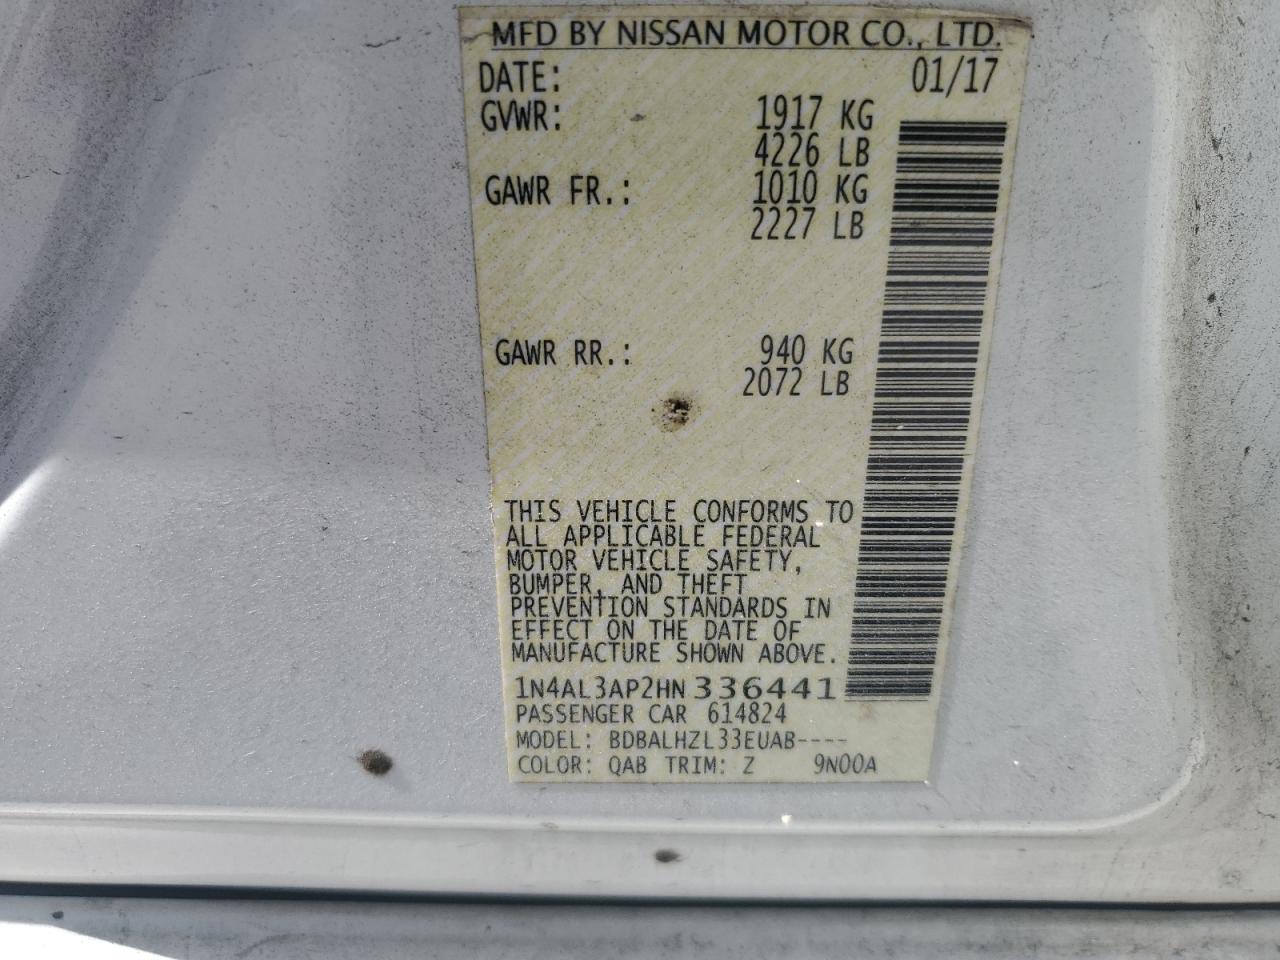 MFD BY NISSAN MOTOR CO., LTD.
DATE: 01/17
GVWR: 1917 KG
4226 LB
GAWR FR.: 1010 KG
2227 LB
GAWR RR.: 940 KG
2072 LB
THIS VEHICLE CONFORMS TO
ALL APPLICABLE FEDERAL
MOTOR VEHICLE SAFETY,
BUMPER, AND THEFT
PREVENTION STANDARDS IN
EFFECT ON THE DATE OF
MANUFACTURE SHOWN ABOVE.
1N4AL3AP2HN336441
PASSENGER CAR 614824
MODEL: BDBALHZL33EUAB----
COLOR: QAB TRIM: Z 9N00A